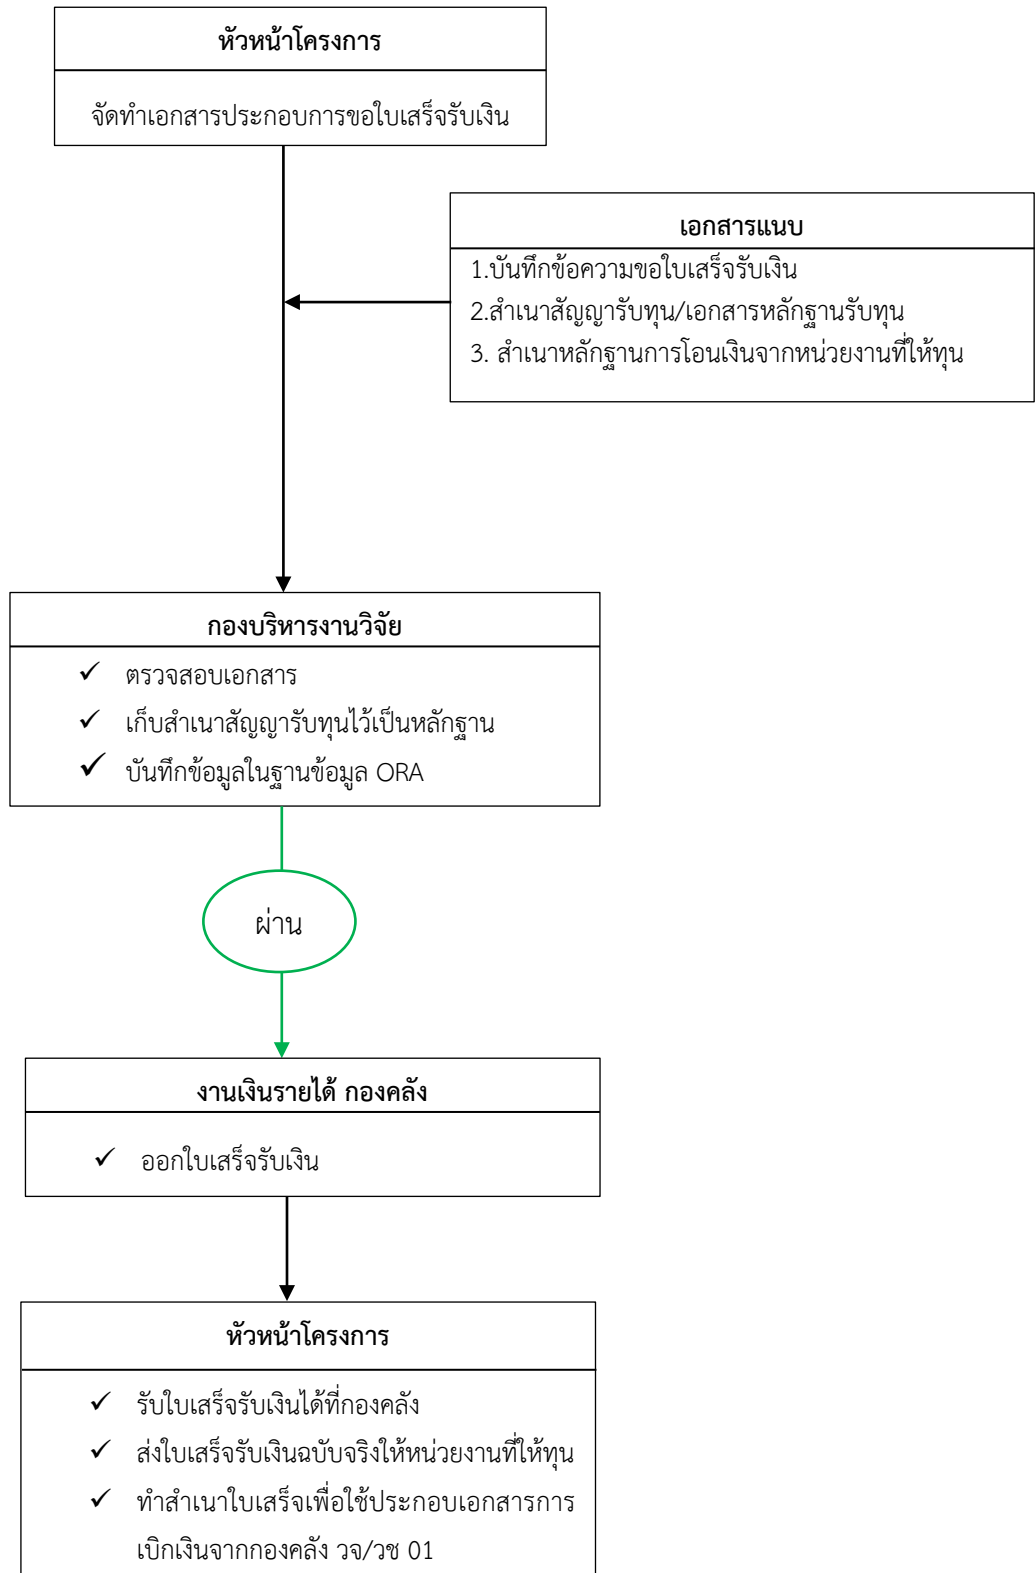 หัวหน้าโครงการ
จัดทำเอกสารประกอบการขอใบเสร็จรับเงิน
เอกสารแนบ
1.บันทึกข้อความขอใบเสร็จรับเงิน
2.สำเนาสัญญารับทุน/เอกสารหลักฐานรับทุน
3. สำเนาหลักฐานการโอนเงินจากหน่วยงานที่ให้ทุน
กองบริหารงานวิจัย
✓ ตรวจสอบเอกสาร
✓ เก็บสำเนาสัญญารับทุนไว้เป็นหลักฐาน
✓ บันทึกข้อมูลในฐานข้อมูล ORA
ผ่าน
งานเงินรายได้ กองคลัง
✓ ออกใบเสร็จรับเงิน
หัวหน้าโครงการ
✓ รับใบเสร็จรับเงินได้ที่กองคลัง
✓ ส่งใบเสร็จรับเงินฉบับจริงให้หน่วยงานที่ให้ทุน
✓ ทำสำเนาใบเสร็จเพื่อใช้ประกอบเอกสารการ
เบิกเงินจากกองคลัง วจ/วช 01